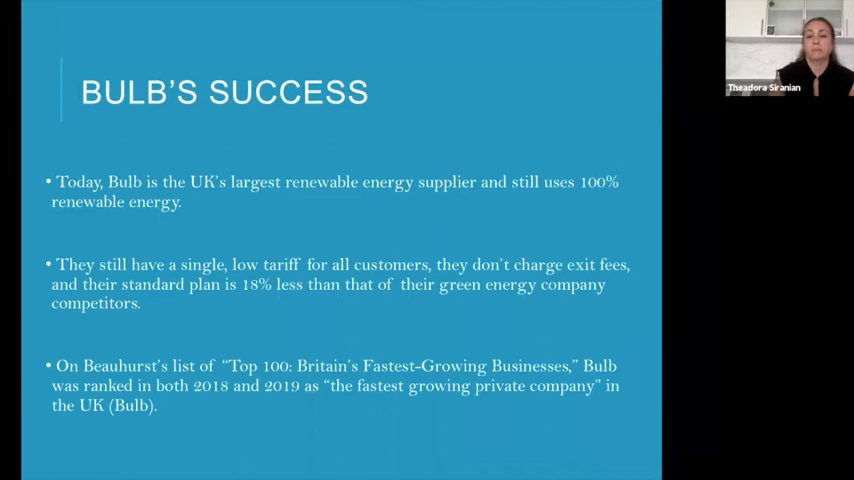 BULB'S SUCCESS
• Today, Bulb is the UK's largest renewable energy supplier and still uses 100%
renewable energy.
• They still have a single, low tariff for all customers, they don't charge exit fees,
and their standard plan is 18% less than that of their green energy company
competitors.
• On Beauhurst's list of "Top 100: Britain's Fastest-Growing Businesses," Bulb
was ranked in both 2018 and 2019 as "the fastest growing private company" in
the UK (Bulb).
Theadora Siranian